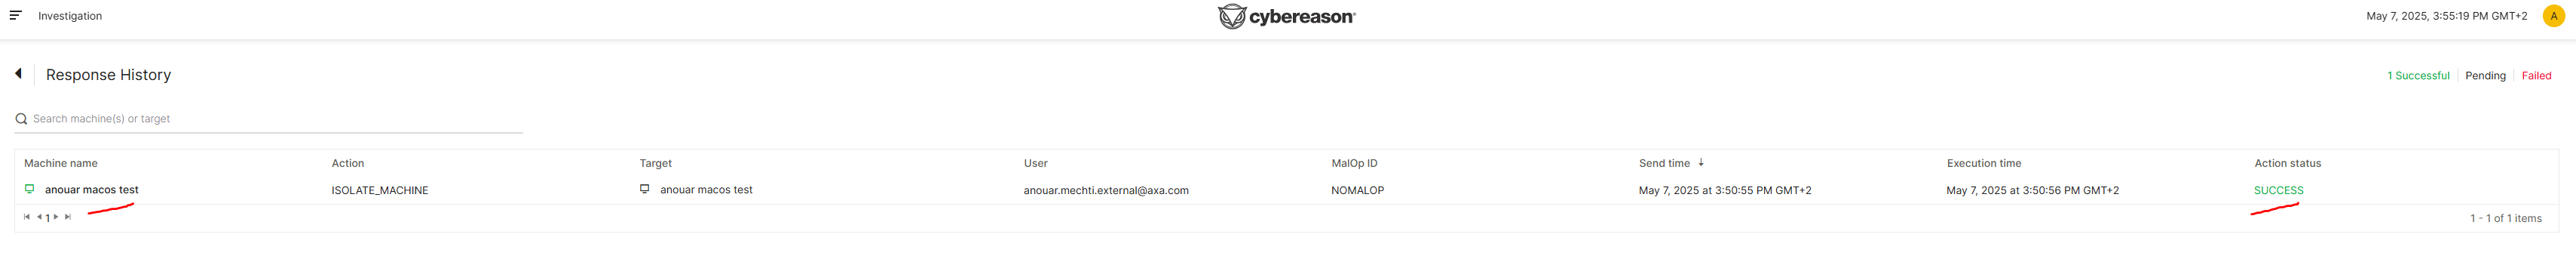 Investigation
cybereason
May 7, 2025, 3:55:19 PM GMT+2
A
Response History
1 Successful
Pending
Failed
Search machine(s) or target
Machine name Action Target User MalOp ID Send time Execution time Action status
anouar macos test ISOLATE_MACHINE anouar macos test anouar.mechti.external@axa.com NOMALOP May 7, 2025 at 3:50:55 PM GMT+2 May 7, 2025 at 3:50:56 PM GMT+2 SUCCESS
1
1 - 1 of 1 items